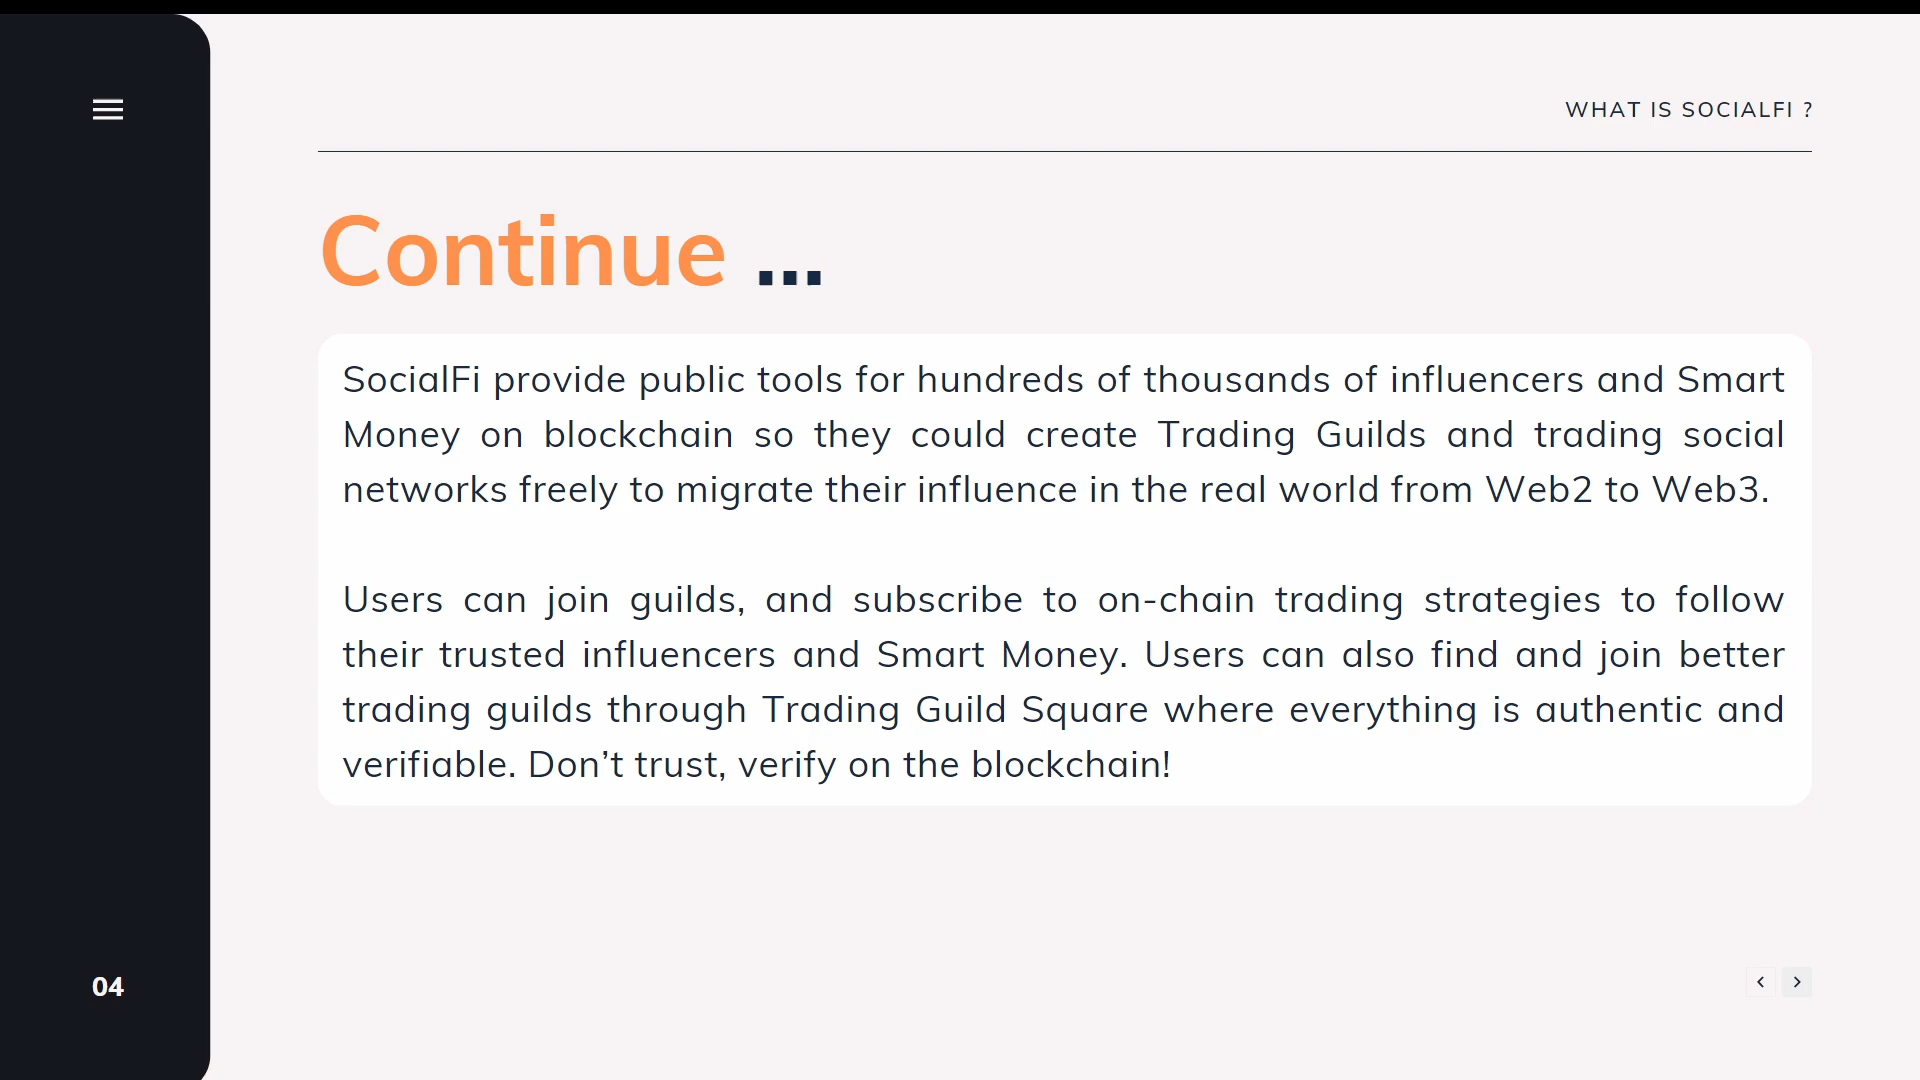 WHAT IS SOCIALFI ?
Continue ...
SocialFi provide public tools for hundreds of thousands of influencers and Smart
Money on blockchain so they could create Trading Guilds and trading social
networks freely to migrate their influence in the real world from Web2 to Web3.
Users can join guilds, and subscribe to on-chain trading strategies to follow
their trusted influencers and Smart Money. Users can also find and join better
trading guilds through Trading Guild Square where everything is authentic and
verifiable. Don’t trust, verify on the blockchain!
04